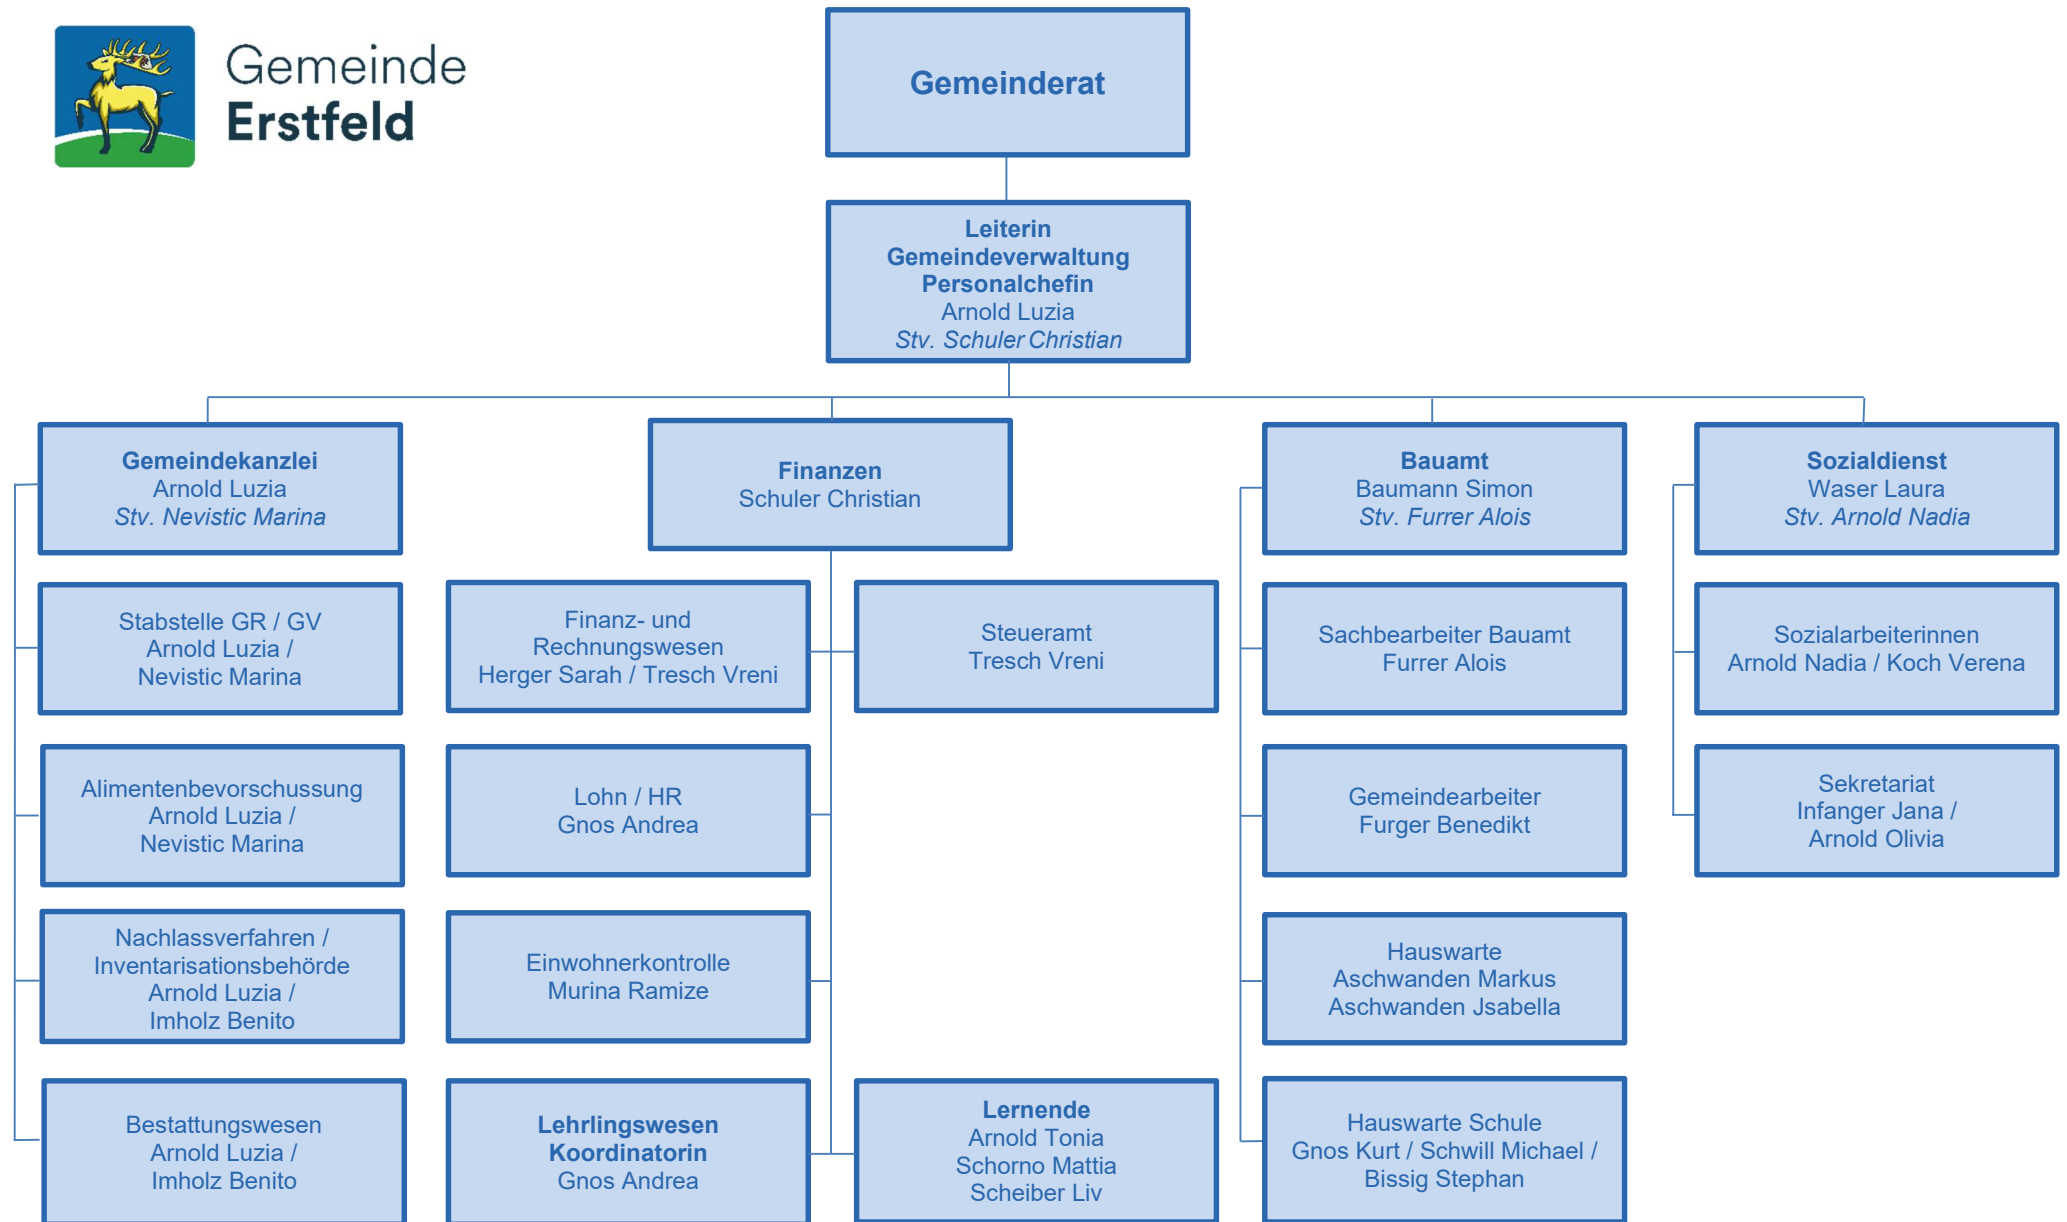 Gemeinde
Erstfeld
Gemeinderat
Leiterin
Gemeindeverwaltung
Personalchefin
Arnold Luzia
Stv. Schuler Christian
Gemeindekanzlei
Arnold Luzia
Stv. Nevistic Marina
Stabstelle GR / GV
Arnold Luzia /
Nevistic Marina
Alimentenbevorschussung
Arnold Luzia /
Nevistic Marina
Nachlassverfahren /
Inventarisationsbehörde
Arnold Luzia /
Imholz Benito
Bestattungswesen
Arnold Luzia /
Imholz Benito
Finanzen
Schuler Christian
Finanz- und
Rechnungswesen
Herger Sarah / Tresch Vreni
Steueramt
Tresch Vreni
Lohn / HR
Gnos Andrea
Einwohnerkontrolle
Murina Ramize
Lehrlingswesen
Koordinatorin
Gnos Andrea
Lernende
Arnold Tonia
Schorno Mattia
Scheiber Liv
Bauamt
Baumann Simon
Stv. Furrer Alois
Sachbearbeiter Bauamt
Furrer Alois
Gemeindearbeiter
Furger Benedikt
Hauswarte
Aschwanden Markus
Aschwanden Jsabella
Hauswarte Schule
Gnos Kurt / Schwill Michael /
Bissig Stephan
Sozialdienst
Waser Laura
Stv. Arnold Nadia
Sozialarbeiterinnen
Arnold Nadia / Koch Verena
Sekretariat
Infanger Jana /
Arnold Olivia